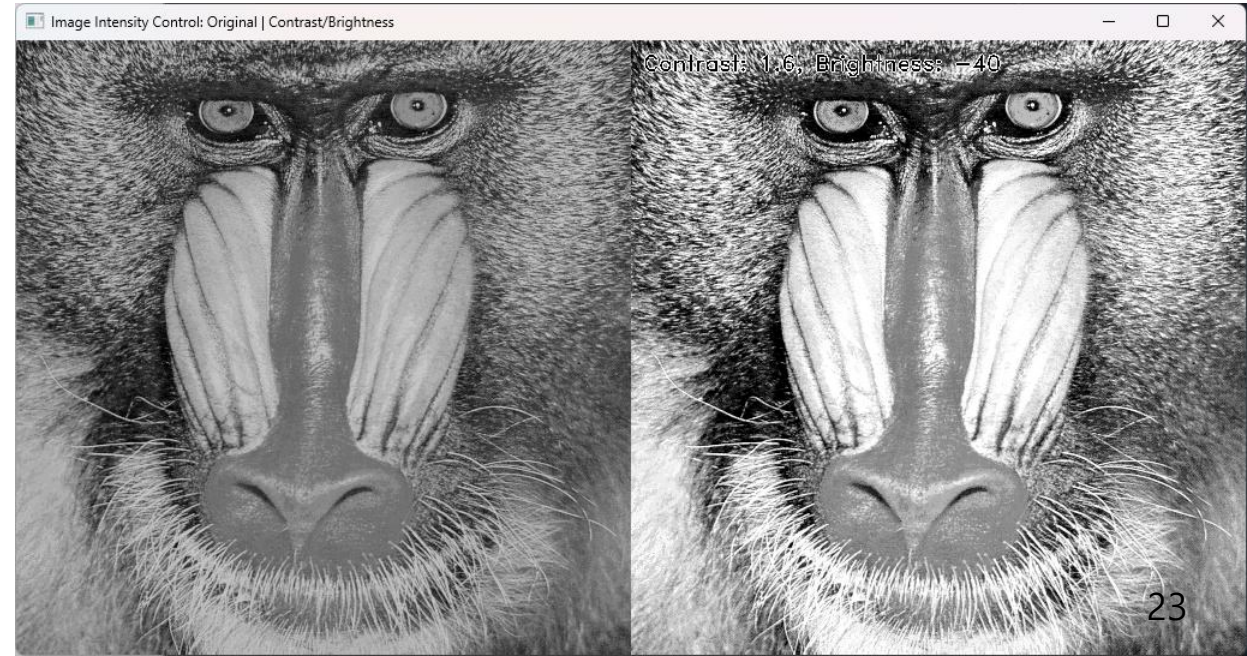 Image Intensity Control: Original | Contrast/Brightness
Contrast: 1.6, Brightness: -40
23